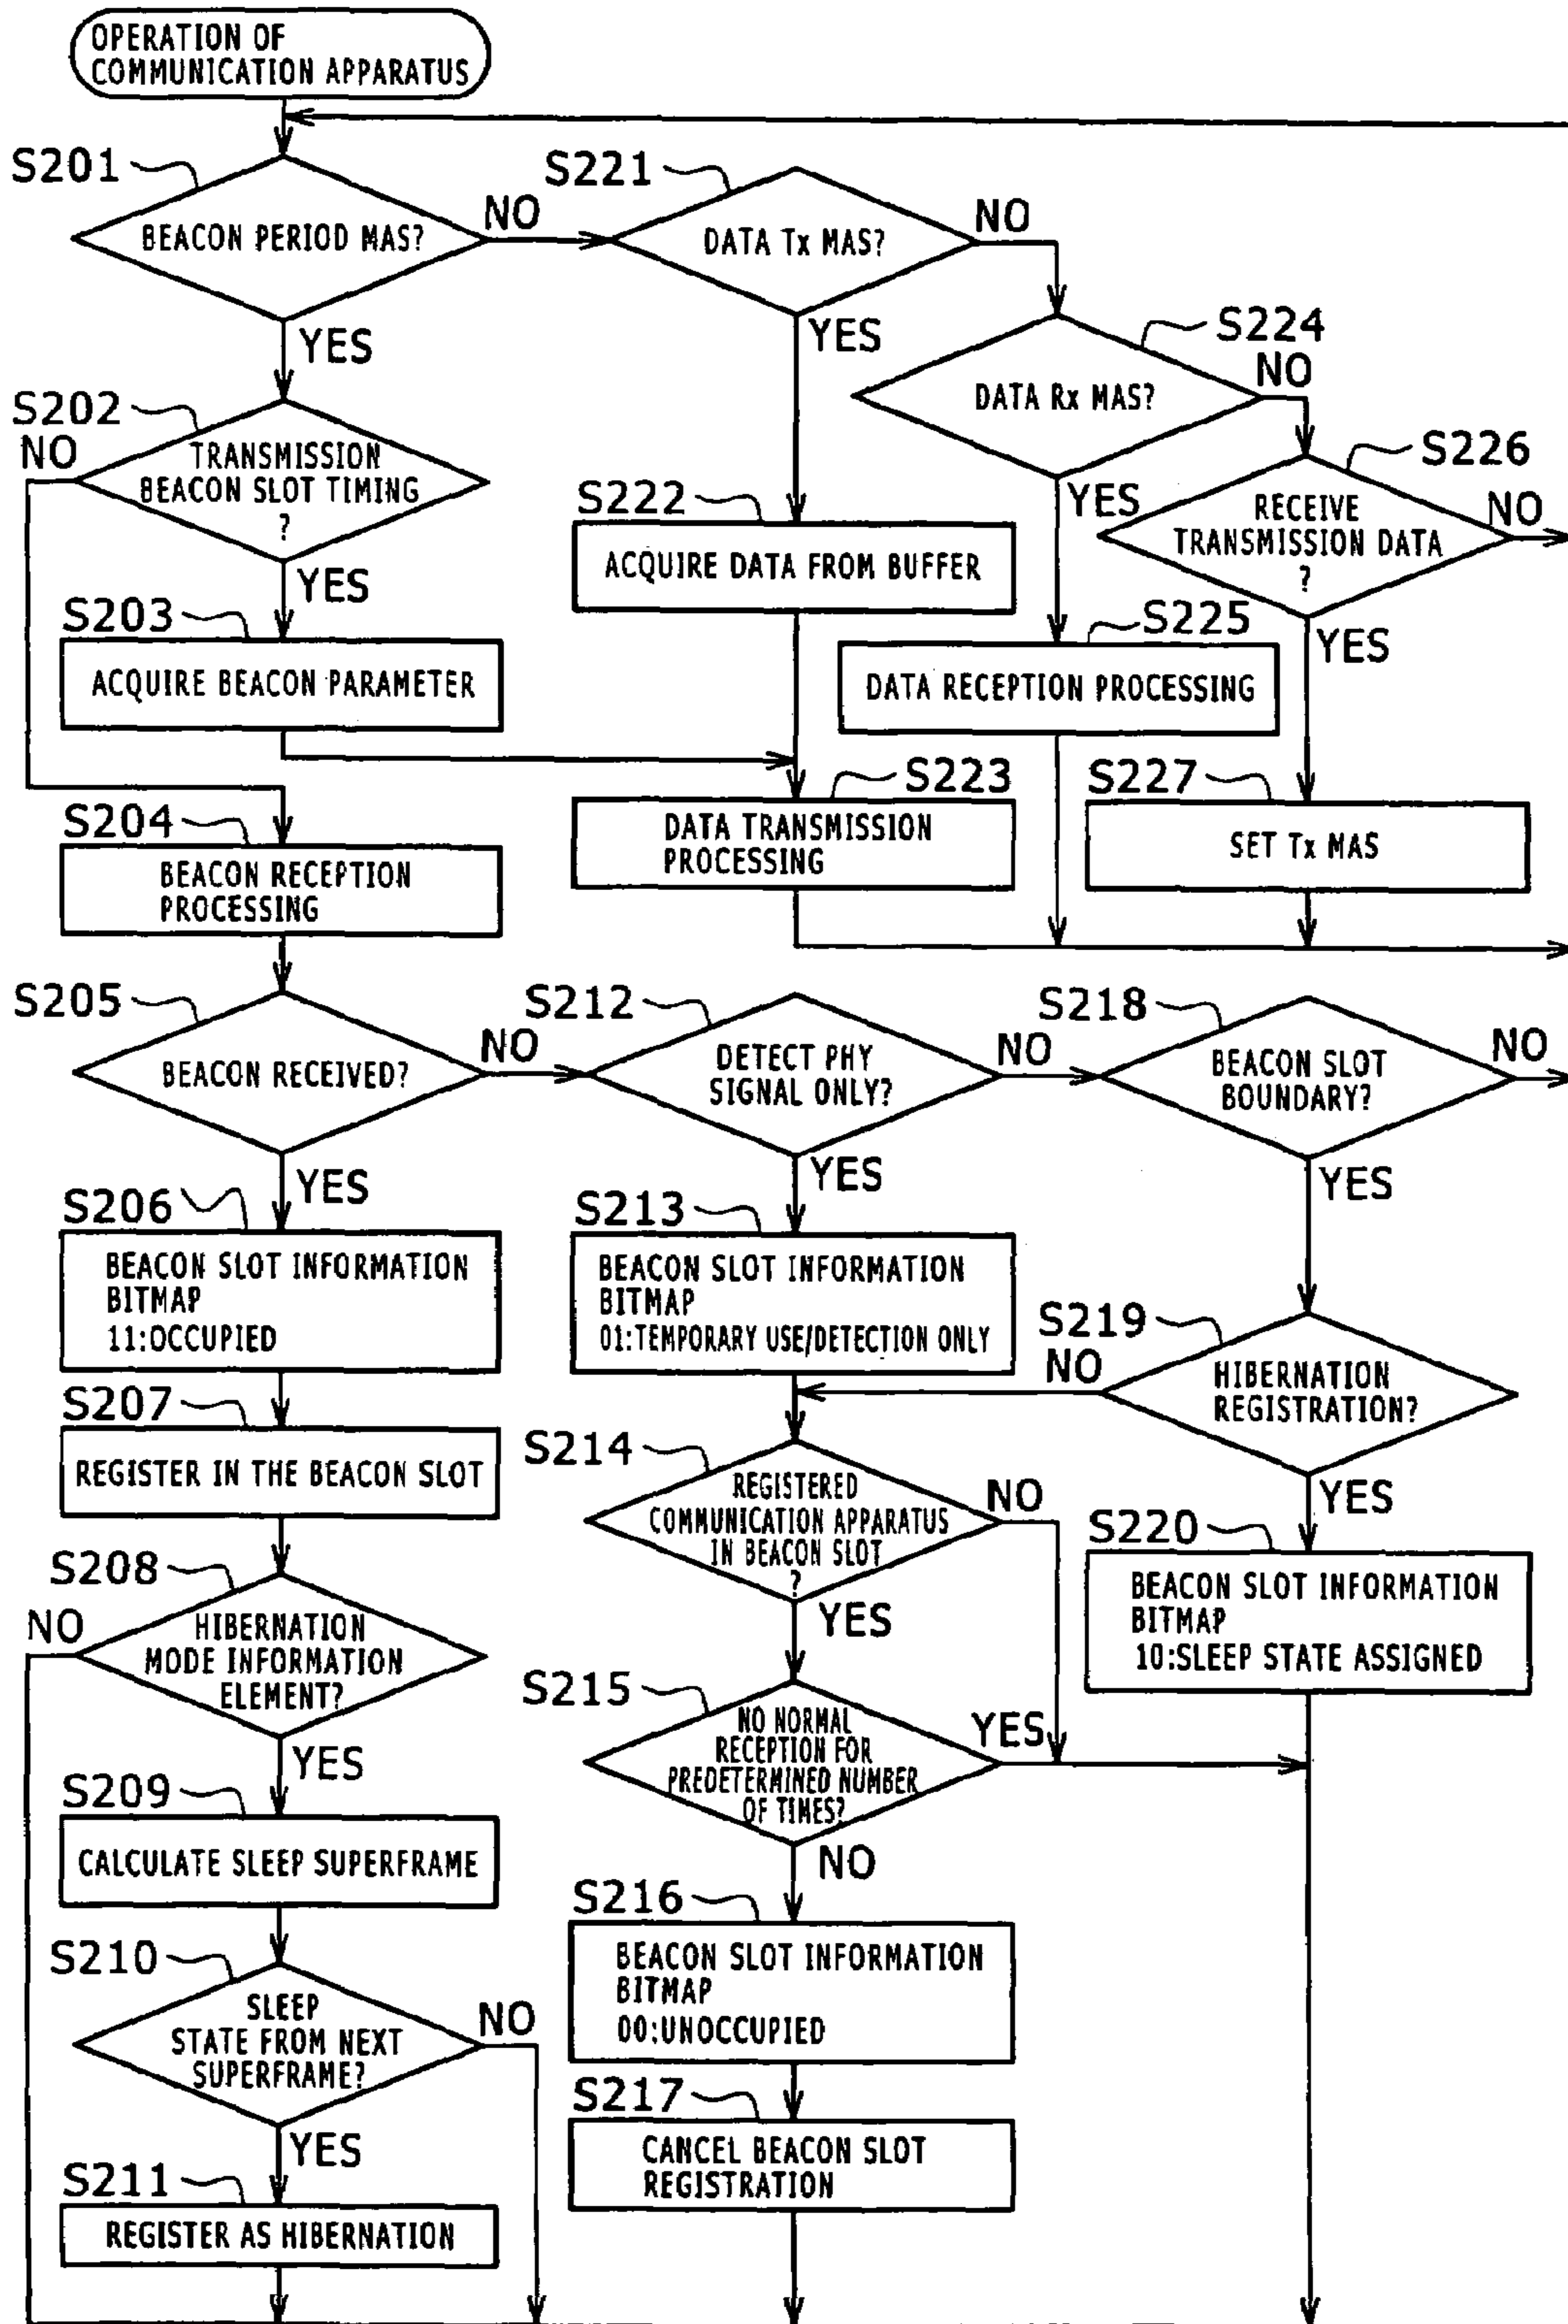 OPERATION OF
COMMUNICATION APPARATUS
S201
BEACON PERIOD MAS?
NO
YES
S221
DATA Tx MAS?
NO
YES
S224
DATA Rx MAS?
NO
YES
S226
RECEIVE
TRANSMISSION DATA
?
NO
YES
S202
NO
TRANSMISSION
BEACON SLOT TIMING
?
YES
S222
ACQUIRE DATA FROM BUFFER
S203
ACQUIRE BEACON PARAMETER
S225
DATA RECEPTION PROCESSING
S223
DATA TRANSMISSION
PROCESSING
S227
SET Tx MAS
S204
BEACON RECEPTION
PROCESSING
S205
BEACON RECEIVED?
NO
YES
S212
DETECT PHY
SIGNAL ONLY?
NO
YES
S218
BEACON SLOT
BOUNDARY?
NO
YES
S206
BEACON SLOT INFORMATION
BITMAP
11:OCCUPIED
S213
BEACON SLOT INFORMATION
BITMAP
01:TEMPORARY USE/DETECTION ONLY
S219
NO
HIBERNATION
REGISTRATION?
YES
S207
REGISTER IN THE BEACON SLOT
S214
REGISTERED
COMMUNICATION APPARATUS
IN BEACON SLOT
?
NO
YES
S220
BEACON SLOT INFORMATION
BITMAP
10:SLEEP STATE ASSIGNED
S208
NO
HIBERNATION
MODE INFORMATION
ELEMENT?
YES
S215
NO NORMAL
RECEPTION FOR
PREDETERMINED NUMBER
OF TIMES?
YES
NO
S209
CALCULATE SLEEP SUPERFRAME
S216
BEACON SLOT INFORMATION
BITMAP
00:UNOCCUPIED
S210
SLEEP
STATE FROM NEXT
SUPERFRAME?
NO
YES
S217
CANCEL BEACON SLOT
REGISTRATION
S211
REGISTER AS HIBERNATION